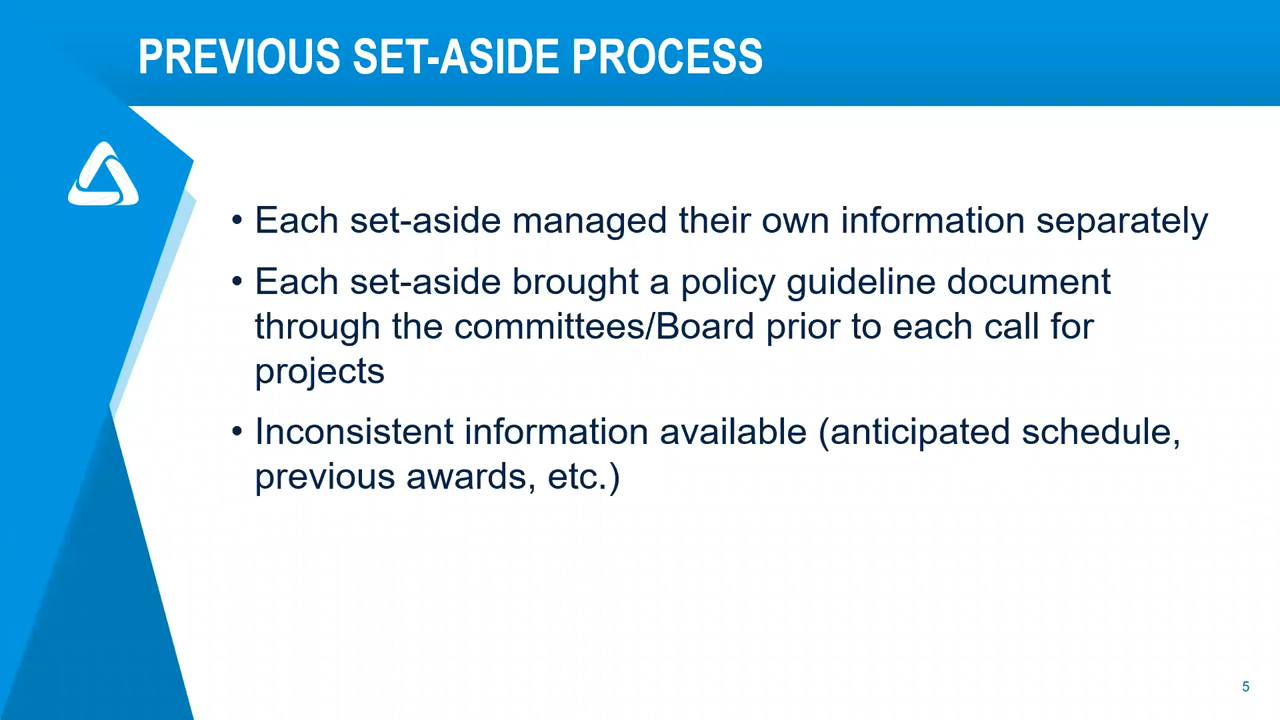 PREVIOUS SET-ASIDE PROCESS
• Each set-aside managed their own information separately
• Each set-aside brought a policy guideline document
through the committees/Board prior to each call for
projects
• Inconsistent information available (anticipated schedule,
previous awards, etc.)
5